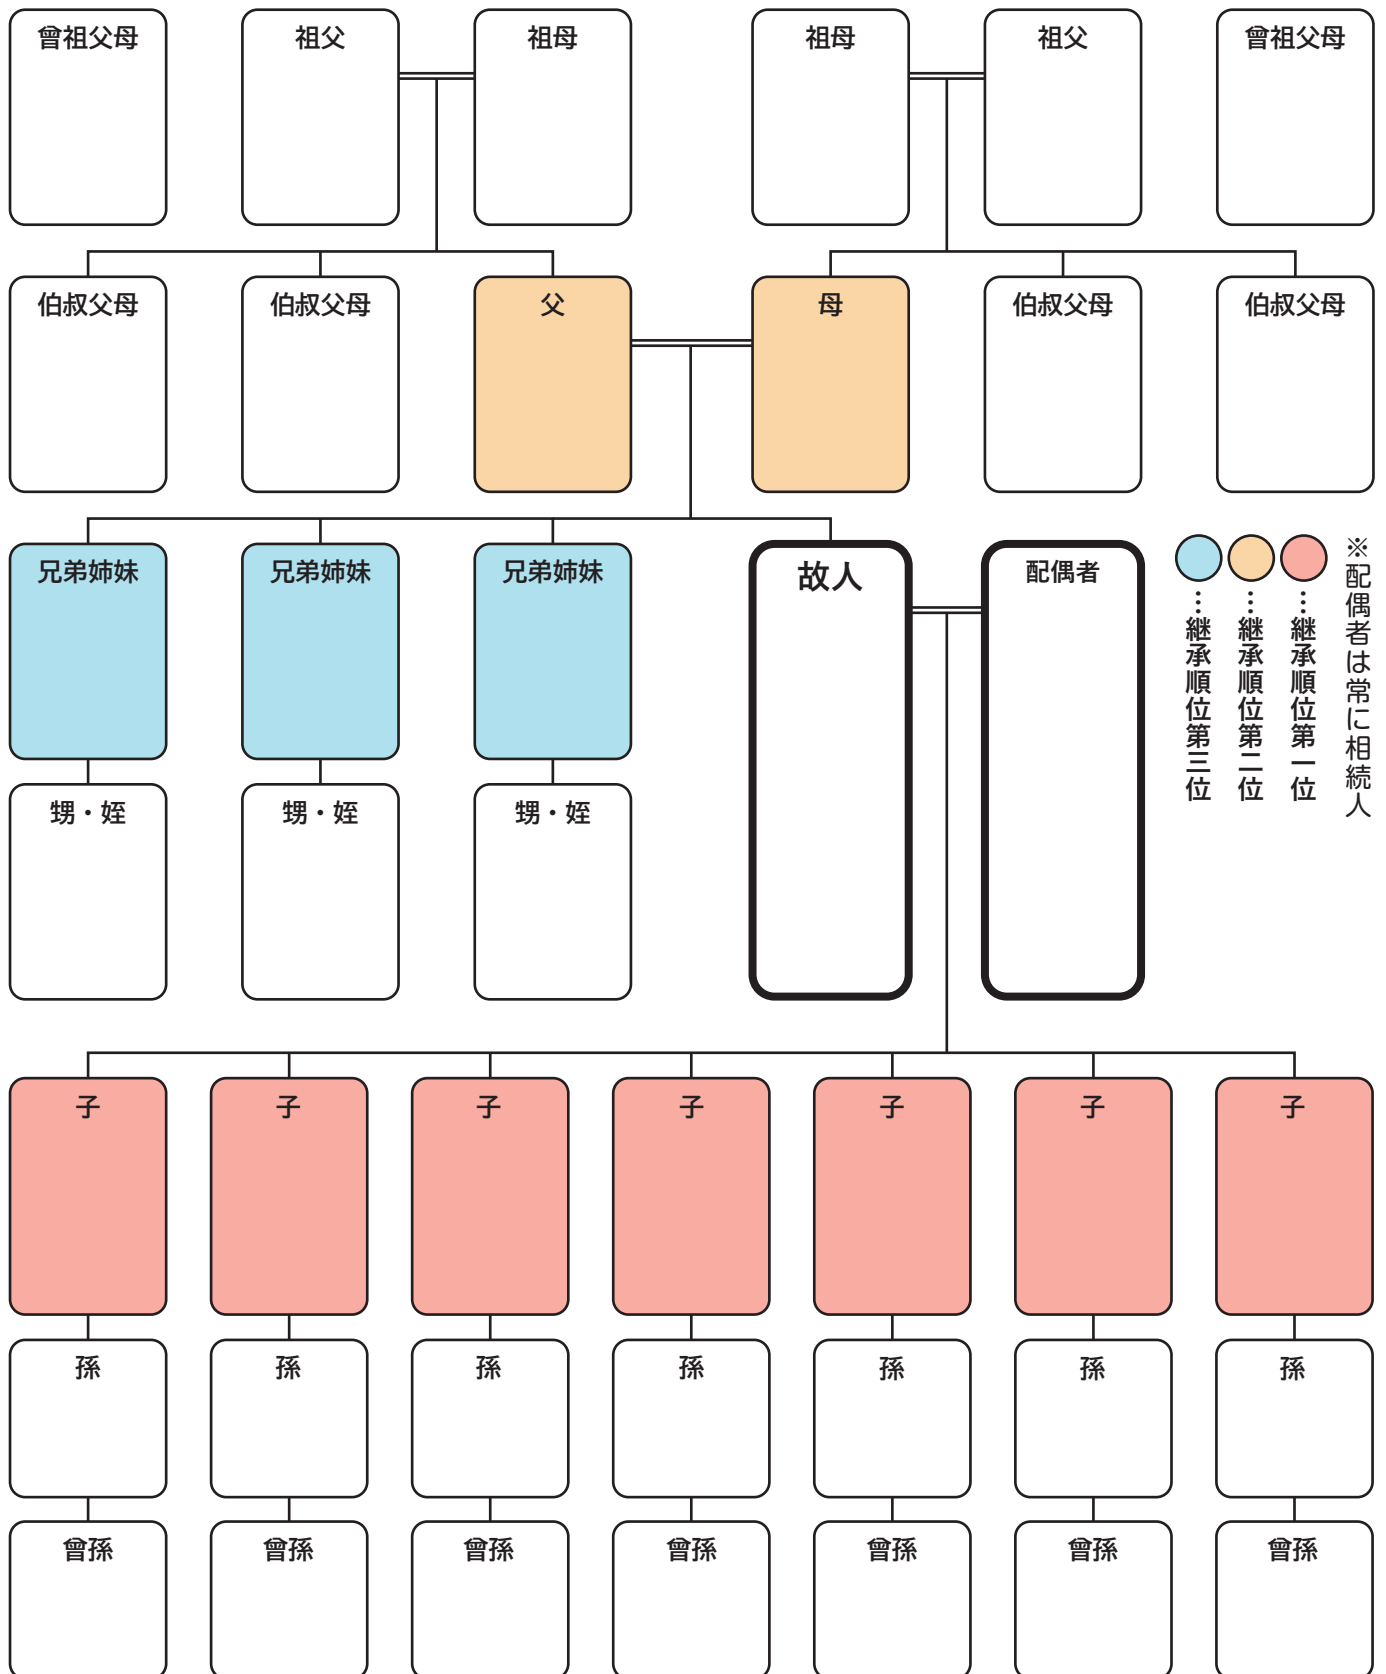 曾祖父母
祖父
祖母
祖母
祖父
曾祖父母
伯叔父母
伯叔父母
父
母
伯叔父母
伯叔父母
兄弟姉妹
兄弟姉妹
兄弟姉妹
故人
配偶者
※配偶者は常に相続人
…継承順位第一位
…継承順位第二位
…継承順位第三位
甥・姪
甥・姪
甥・姪
子
子
子
子
子
子
子
孫
孫
孫
孫
孫
孫
孫
曾孫
曾孫
曾孫
曾孫
曾孫
曾孫
曾孫